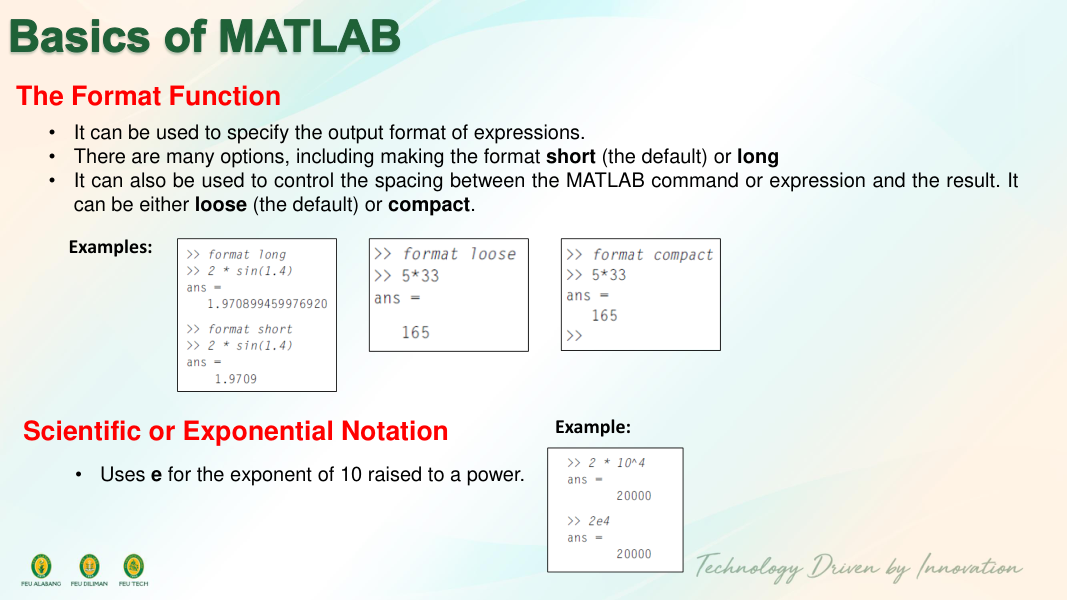 Basics of MATLAB
The Format Function
• It can be used to specify the output format of expressions.
• There are many options, including making the format short (the default) or long
• It can also be used to control the spacing between the MATLAB command or expression and the result. It
can be either loose (the default) or compact.
Examples:
>> format long
>> 2 * sin(1.4)
ans =
1.970899459976920
>> format short
>> 2 * sin(1.4)
ans =
1.9709
>> format loose
>> 5*33
ans =
165
>> format compact
>> 5*33
ans =
165
>>
Scientific or Exponential Notation
• Uses e for the exponent of 10 raised to a power.
Example:
>> 2 * 10^4
ans =
20000
>> 2e4
ans =
20000
FEU ALABANG FEU DILIMAN FEU TECH
Technology Driven by Innovation